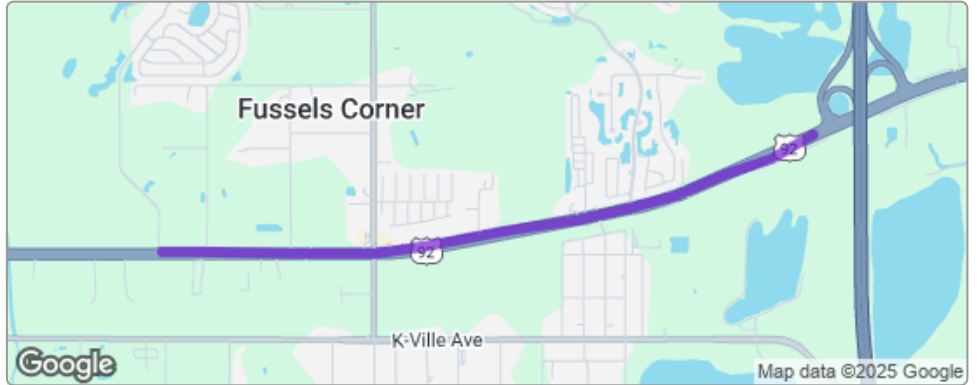 Fussels Corner
92
92
K-Ville Ave
Google
Map data ©2025 Google